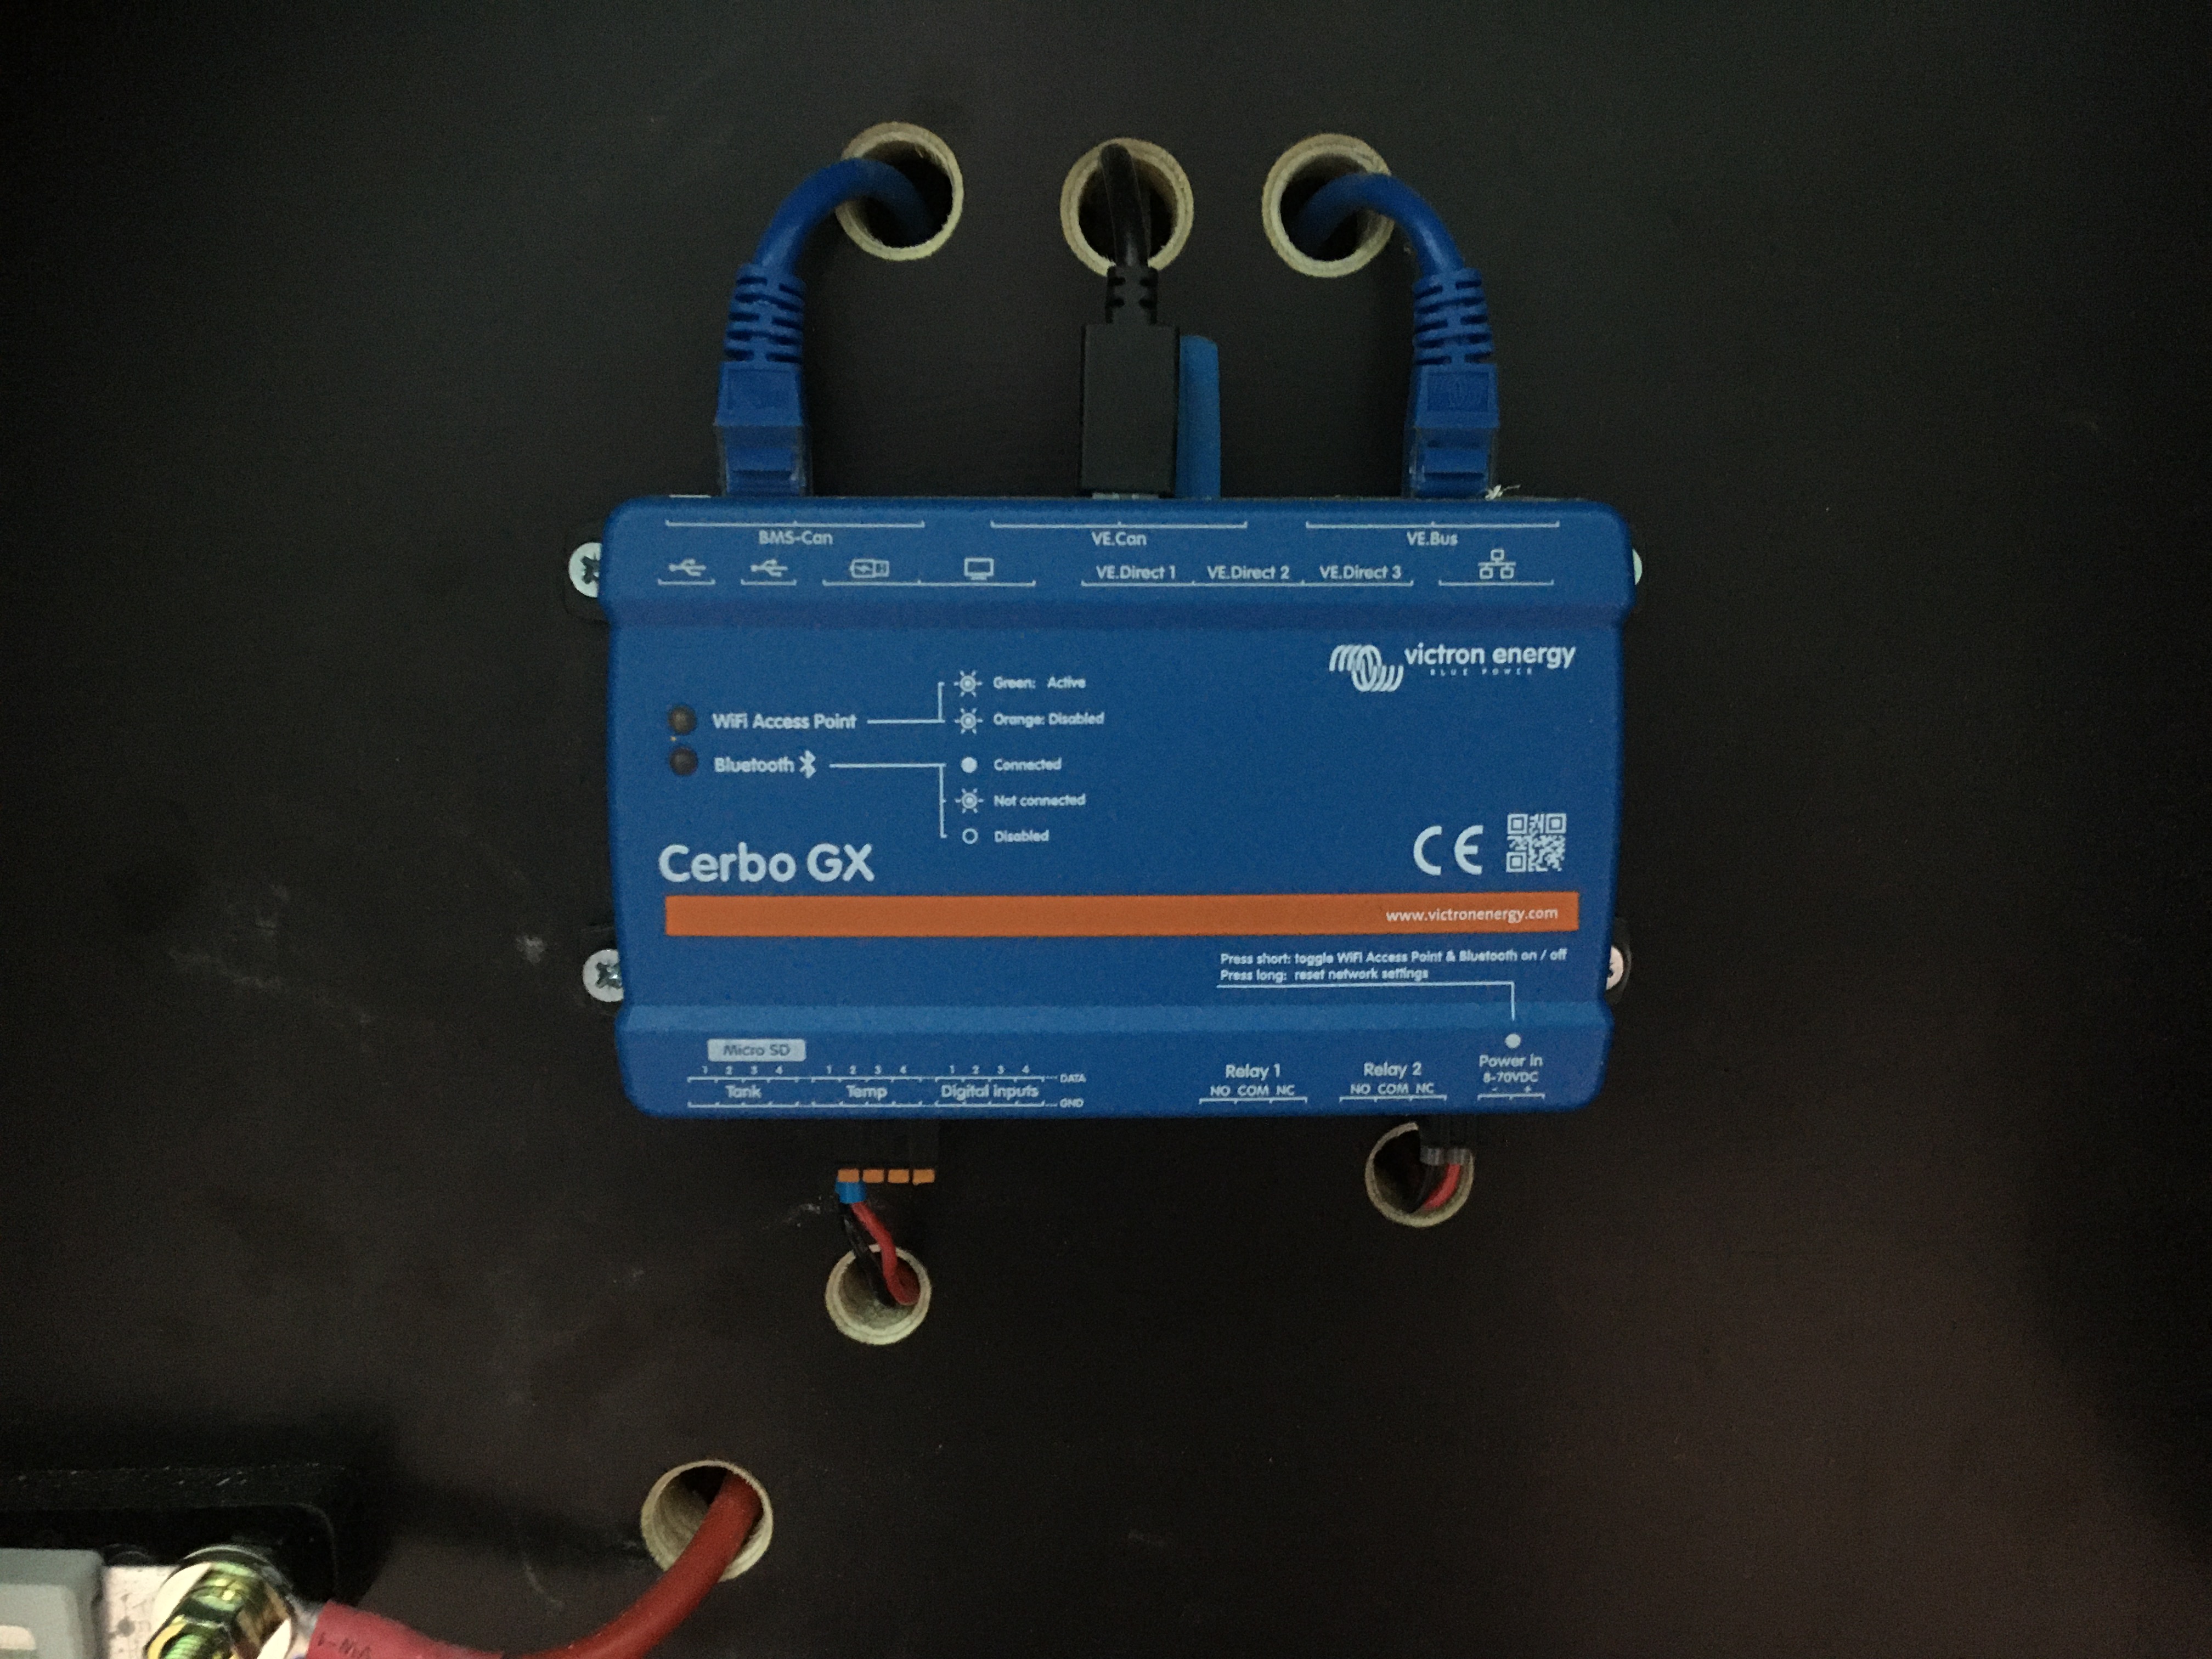 BMS-Can VE.Can VE.Bus
VE.Direct 1 VE.Direct 2 VE.Direct 3
victron energy
BLUE POWER
Green: Active
WiFi Access Point
Orange: Disabled
Bluetooth
Connected
Not connected
Disabled
Cerbo GX
CE
www.victronenergy.com
Press short: toggle WiFi Access Point & Bluetooth on / off
Press long: reset network settings
Micro SD
1 2 3 4 1 2 3 4 1 2 3 4 DATA
Tank Temp Digital inputs
GND
Relay 1
NO COM NC
Relay 2
NO COM NC
Power in
8-70VDC
- +